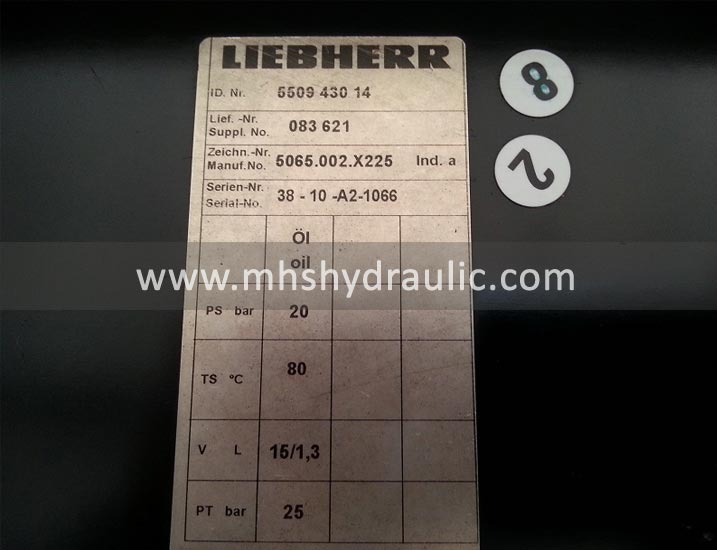 LIEBHERR
ID. Nr. 5509 430 14
Lief. -Nr.
Suppl. No. 083 621
Zeichn.-Nr.
Manuf.No. 5065.002.X225 Ind. a
Serien-Nr.
Serial-No. 38 - 10 -A2-1066
Öl
oil
www.mhshydraulic.com
PS bar 20
TS °C 80
V L 15/1,3
PT bar 25
8
2